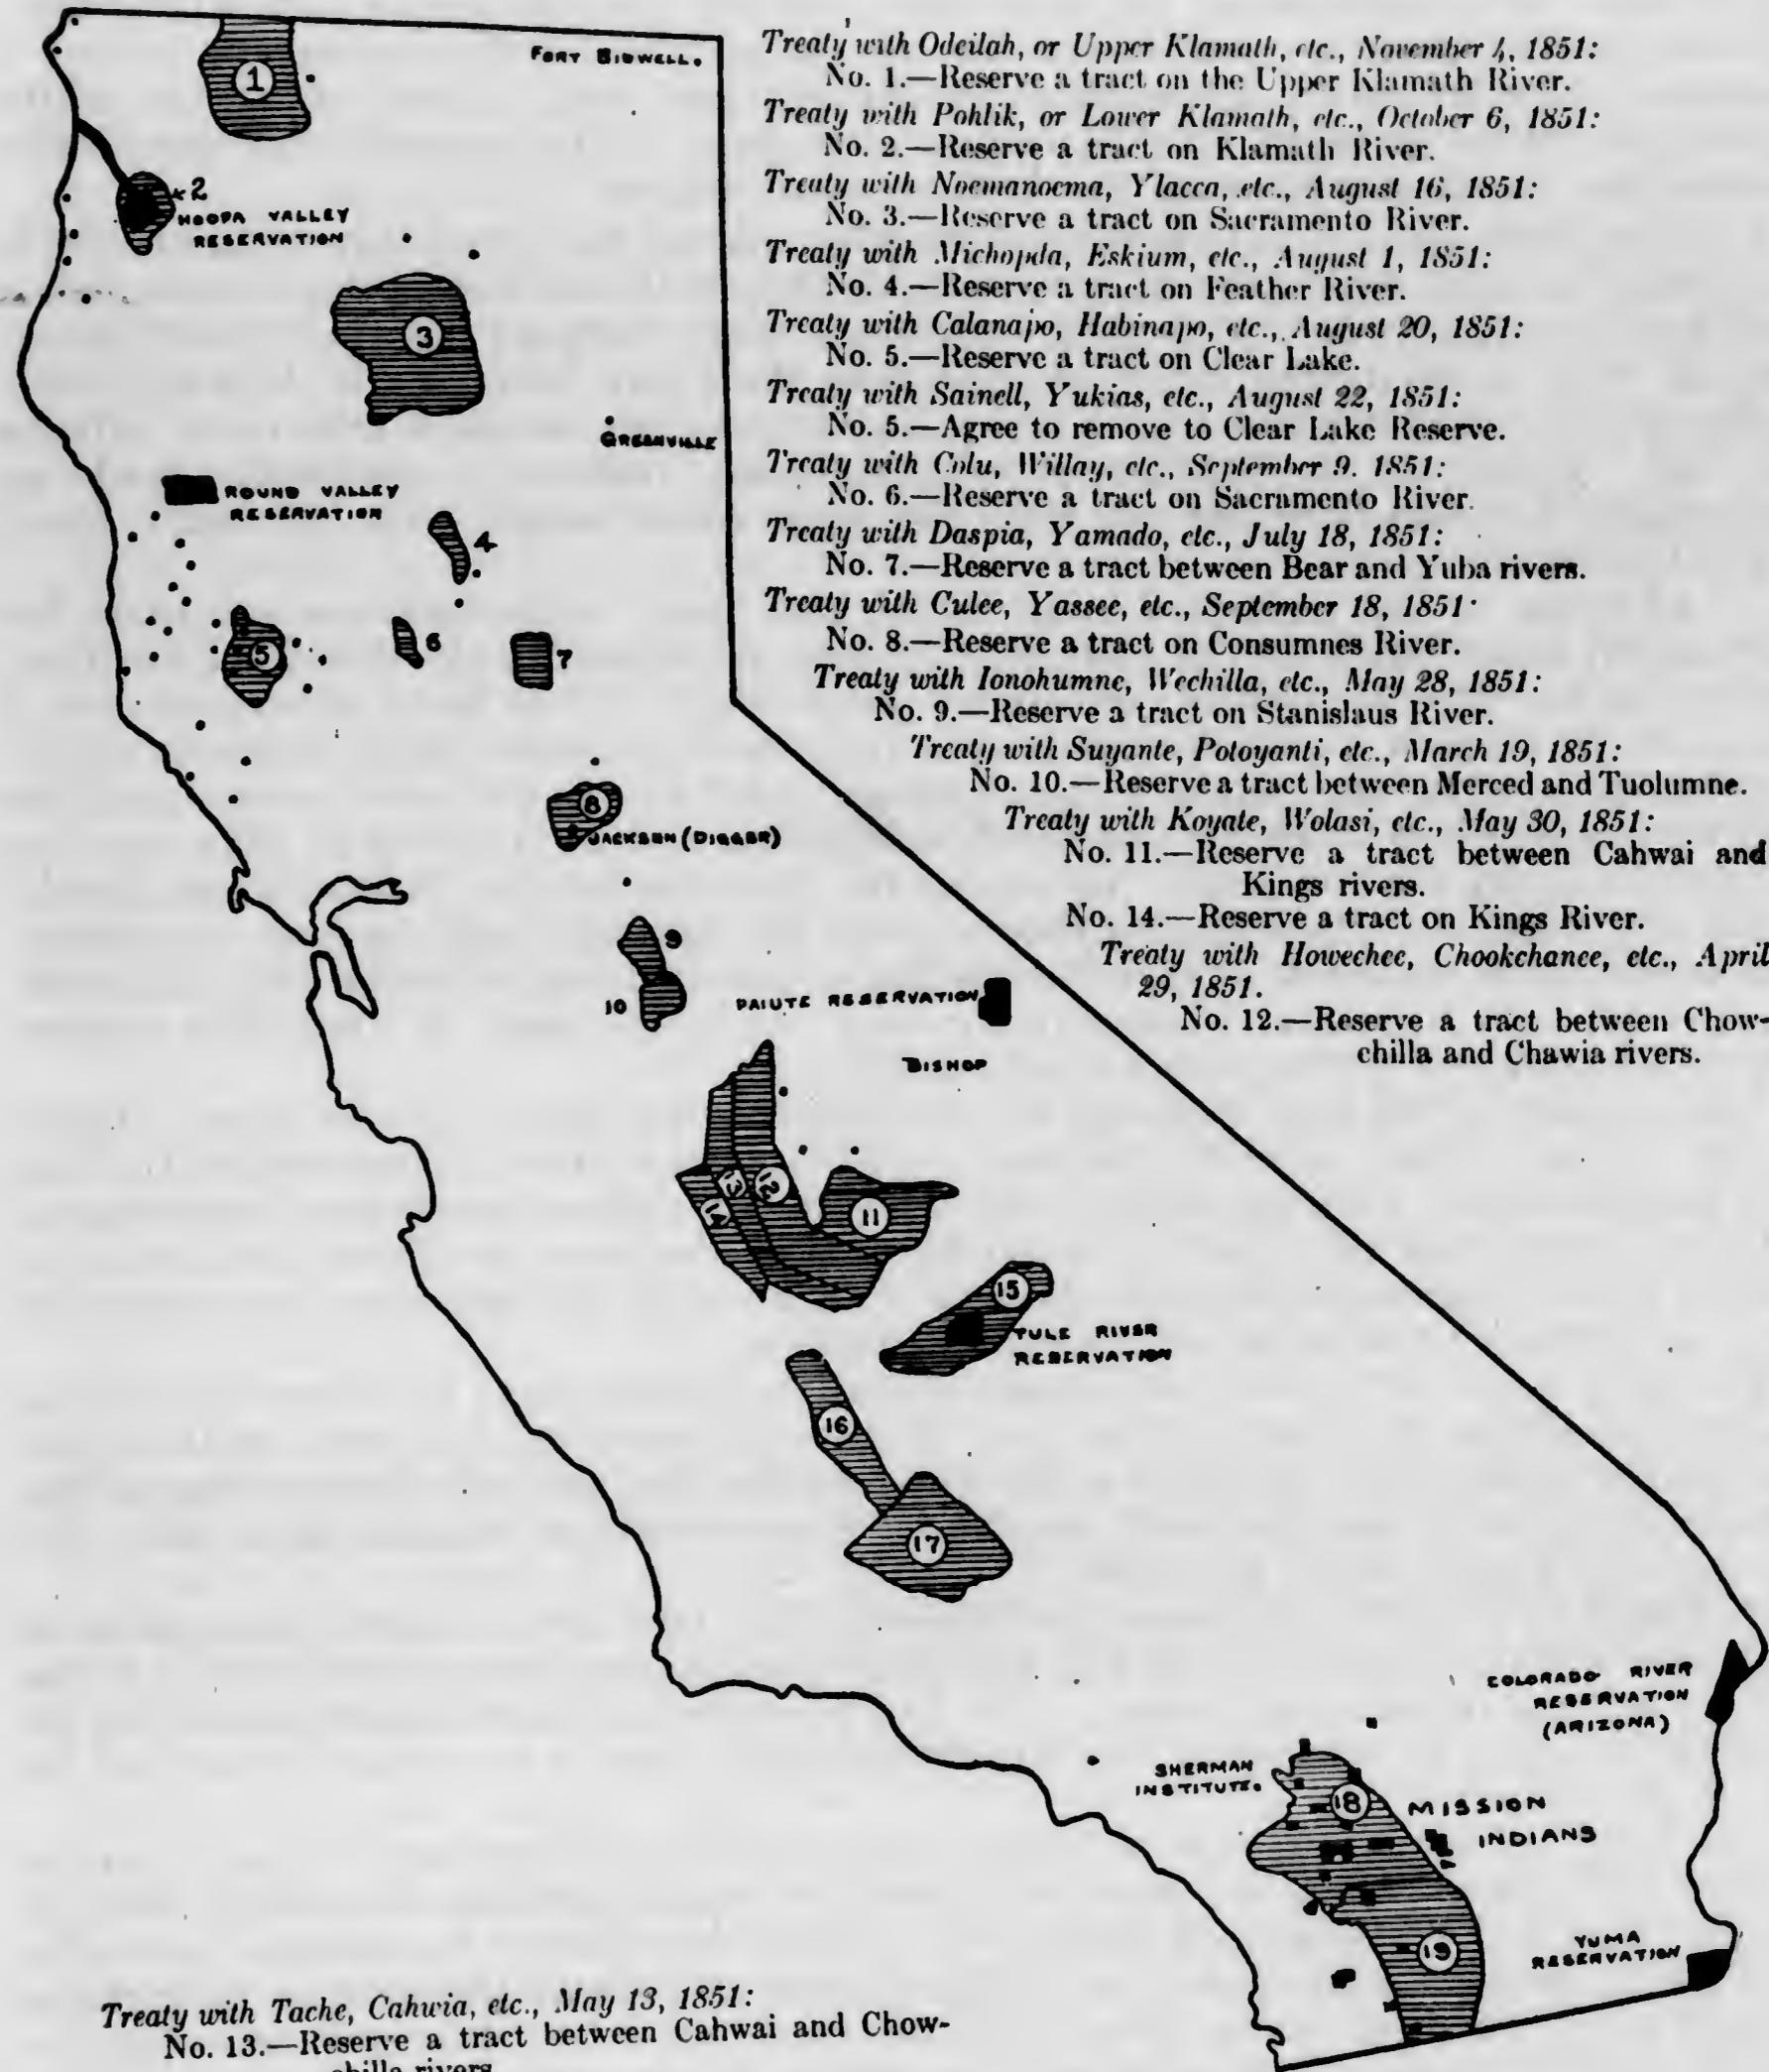 Treaty with Odeilah, or Upper Klamath, etc., November 4, 1851:
No. 1.—Reserve a tract on the Upper Klamath River.
Treaty with Pohlik, or Lower Klamath, etc., October 6, 1851:
No. 2.—Reserve a tract on Klamath River.
Treaty with Noemanoema, Ylacca, etc., August 16, 1851:
No. 3.—Reserve a tract on Sacramento River.
Treaty with Michopda, Eskium, etc., August 1, 1851:
No. 4.—Reserve a tract on Feather River.
Treaty with Calanapo, Habinapo, etc., August 20, 1851:
No. 5.—Reserve a tract on Clear Lake.
Treaty with Sainell, Yukias, etc., August 22, 1851:
No. 5.—Agree to remove to Clear Lake Reserve.
Treaty with Colu, Willay, etc., September 9. 1851:
No. 6.—Reserve a tract on Sacramento River.
Treaty with Daspia, Yamado, etc., July 18, 1851:
No. 7.—Reserve a tract between Bear and Yuba rivers.
Treaty with Culee, Yassee, etc., September 18, 1851·
No. 8.—Reserve a tract on Consumnes River.
Treaty with Ionohumne, Wechilla, etc., May 28, 1851:
No. 9.—Reserve a tract on Stanislaus River.
Treaty with Suyante, Potoyanti, etc., March 19, 1851:
No. 10.—Reserve a tract between Merced and Tuolumne.
Treaty with Koyate, Wolasi, etc., May 30, 1851:
No. 11.—Reserve a tract between Cahwai and
Kings rivers.
No. 14.—Reserve a tract on Kings River.
Treaty with Howechee, Chookchance, etc., April
29, 1851.
No. 12.—Reserve a tract between Chow-
chilla and Chawia rivers.
FORT BIDWELL.
1
2
HOOPA VALLEY
RESERVATION
3
GREENVILLE
ROUND VALLEY
RESERVATION
4
5
6
7
8
JACKSON (DIGGER)
9
10
PAIUTE RESERVATION
BISHOP
14
13
12
11
15
TULE RIVER
RESERVATION
16
17
COLORADO RIVER
RESERVATION
(ARIZONA)
SHERMAN
INSTITUTE.
18
MISSION
INDIANS
19
YUMA
RESERVATION
Treaty with Tache, Cahwia, etc., May 13, 1851:
No. 13.—Reserve a tract between Cahwai and Chow-
chilla rivers